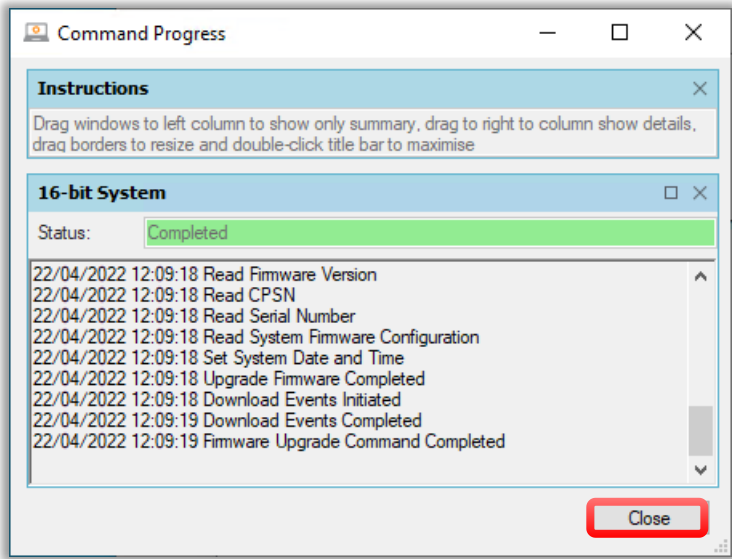 Command Progress
Instructions
Drag windows to left column to show only summary, drag to right to column show details,
drag borders to resize and double-click title bar to maximise
16-bit System
Status: Completed
22/04/2022 12:09:18 Read Firmware Version
22/04/2022 12:09:18 Read CPSN
22/04/2022 12:09:18 Read Serial Number
22/04/2022 12:09:18 Read System Firmware Configuration
22/04/2022 12:09:18 Set System Date and Time
22/04/2022 12:09:18 Upgrade Firmware Completed
22/04/2022 12:09:18 Download Events Initiated
22/04/2022 12:09:19 Download Events Completed
22/04/2022 12:09:19 Firmware Upgrade Command Completed
Close